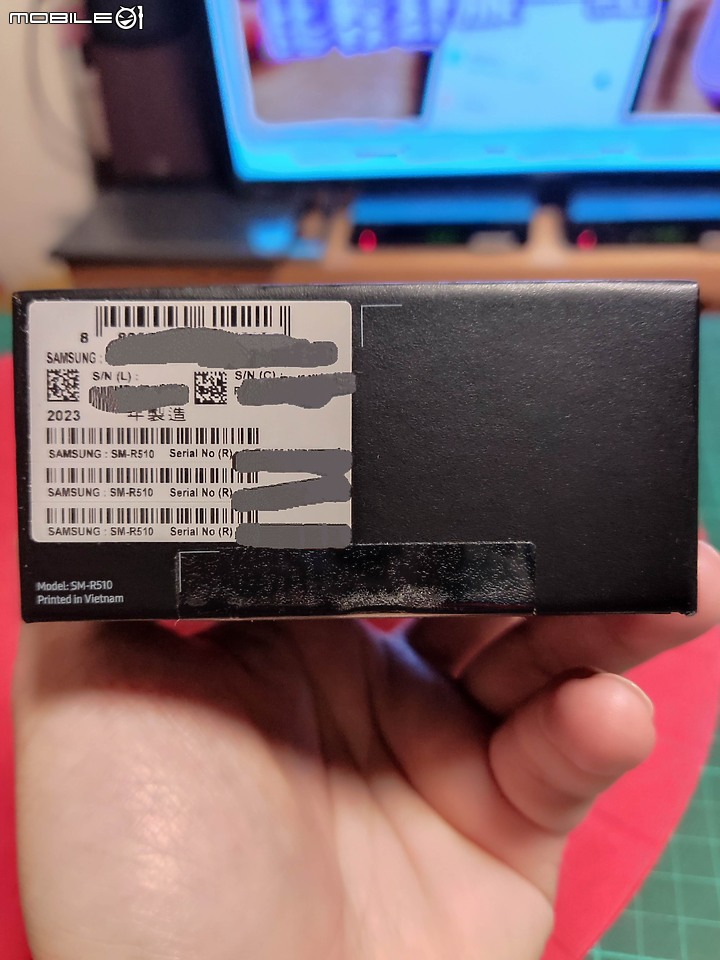 MOBILE01
8
SAMSUNG :
S/N (L) : S/N (C) :
2023 年製造
SAMSUNG : SM-R510 Serial No (R)
SAMSUNG : SM-R510 Serial No (R)
SAMSUNG : SM-R510 Serial No (R)
Model: SM-R510
Printed in Vietnam